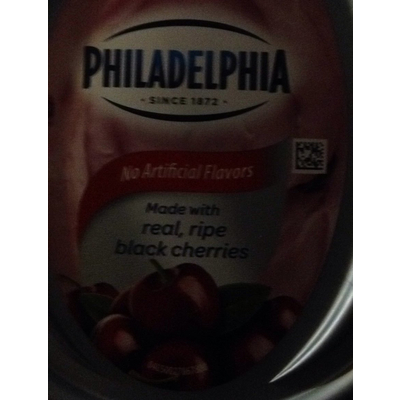 PHILADELPHIA
- SINCE 1872 -
No Artificial Flavors
Made with
real, ripe
black cherries